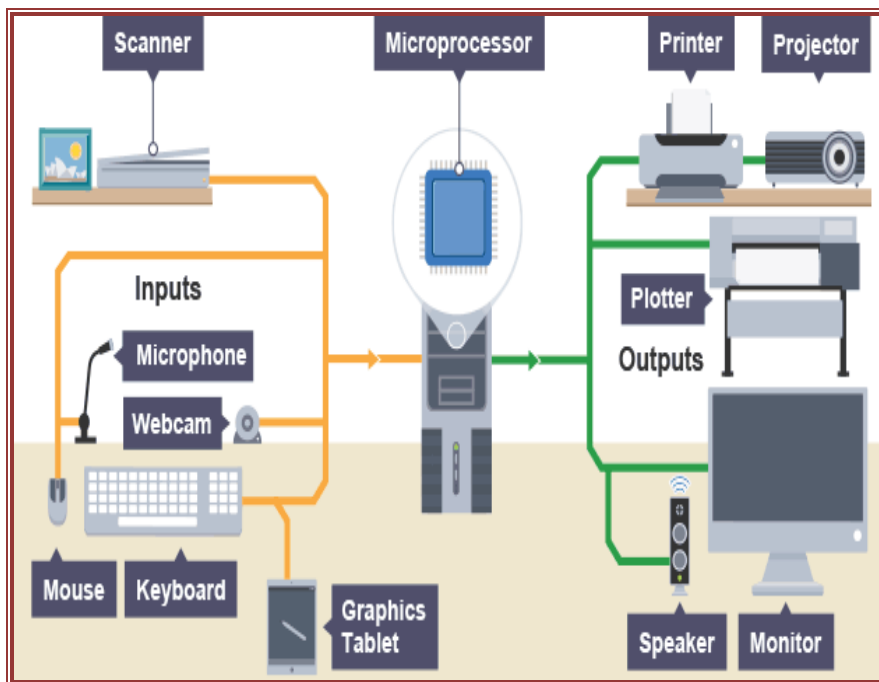 Scanner
Microprocessor
Printer
Projector
Inputs
Microphone
Webcam
Mouse
Keyboard
Graphics
Tablet
Plotter
Outputs
Speaker
Monitor